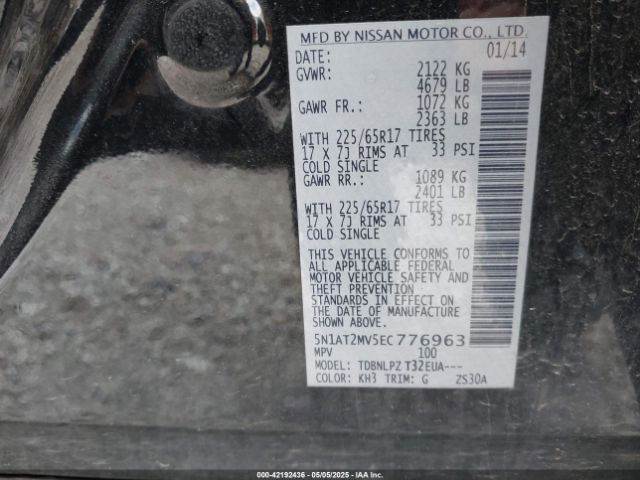 MFD BY NISSAN MOTOR CO., LTD.
DATE: 01/14
GVWR: 2122 KG
4679 LB
GAWR FR.: 1072 KG
2363 LB
WITH 225/65R17 TIRES
17 X 7J RIMS AT 33 PSI
COLD SINGLE
GAWR RR.: 1089 KG
2401 LB
WITH 225/65R17 TIRES
17 X 7J RIMS AT 33 PSI
COLD SINGLE
THIS VEHICLE CONFORMS TO
ALL APPLICABLE FEDERAL
MOTOR VEHICLE SAFETY AND
THEFT PREVENTION
STANDARDS IN EFFECT ON
THE DATE OF MANUFACTURE
SHOWN ABOVE.
5N1AT2MV5EC776963
MPV 100
MODEL: TDBNLPZ T32EUA---
COLOR: KH3 TRIM: G ZS30A
000-42192436 - 05/05/2025 - IAAI Inc.